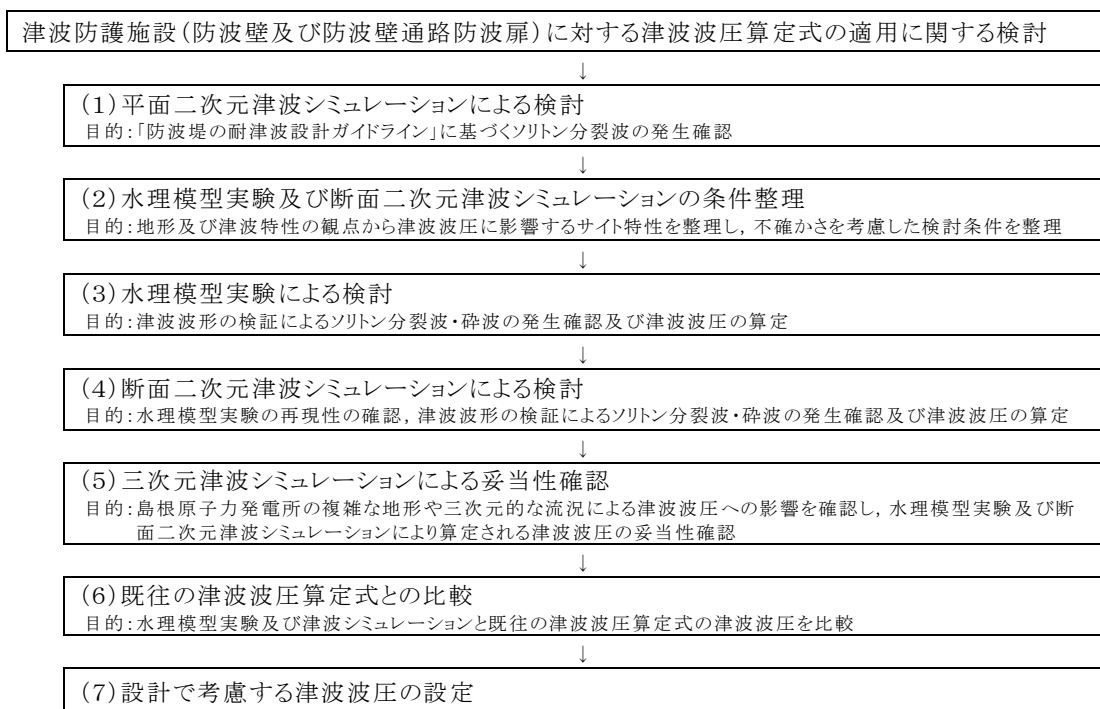 津波防護施設(防波壁及び防波壁通路防波扉)に対する津波波圧算定式の適用に関する検討
↓
(1)平面二次元津波シミュレーションによる検討
目的:「防波堤の耐津波設計ガイドライン」に基づくソリトン分裂波の発生確認
↓
(2)水理模型実験及び断面二次元津波シミュレーションの条件整理
目的:地形及び津波特性の観点から津波波圧に影響するサイト特性を整理し,不確かさを考慮した検討条件を整理
↓
(3)水理模型実験による検討
目的:津波波形の検証によるソリトン分裂波・砕波の発生確認及び津波波圧の算定
↓
(4)断面二次元津波シミュレーションによる検討
目的:水理模型実験の再現性の確認,津波波形の検証によるソリトン分裂波・砕波の発生確認及び津波波圧の算定
↓
(5)三次元津波シミュレーションによる妥当性確認
目的:島根原子力発電所の複雑な地形や三次元的な流況による津波波圧への影響を確認し,水理模型実験及び断
面二次元津波シミュレーションにより算定される津波波圧の妥当性確認
↓
(6)既往の津波波圧算定式との比較
目的:水理模型実験及び津波シミュレーションと既往の津波波圧算定式の津波波圧を比較
↓
(7)設計で考慮する津波波圧の設定